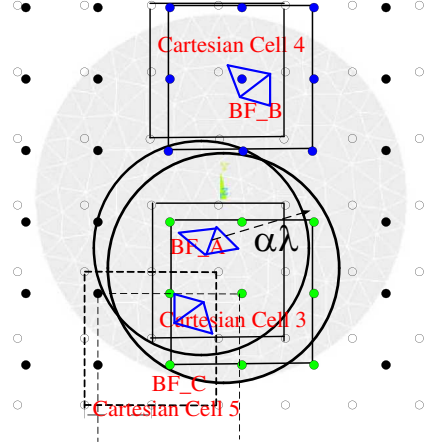 Cartesian Cell 4
BF_B
BF_A
αλ
Cartesian Cell 3
BF_C
Cartesian Cell 5